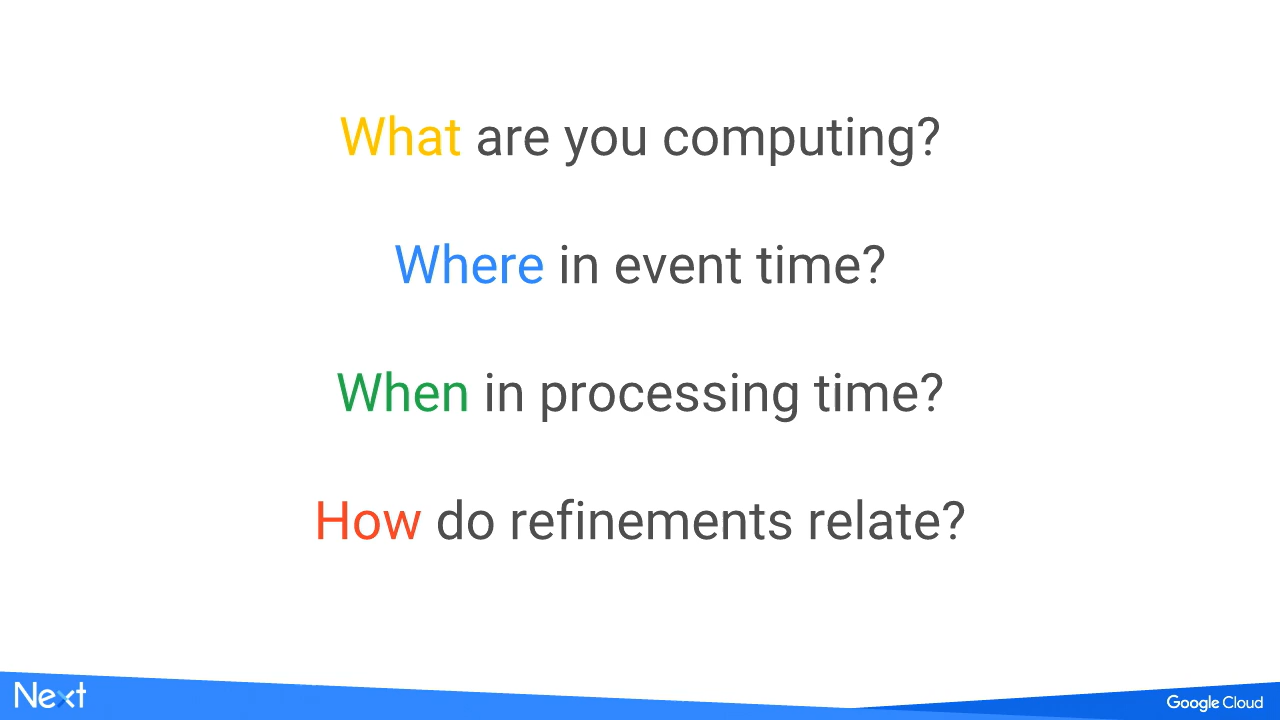 What are you computing?
Where in event time?
When in processing time?
How do refinements relate?
Next
Google Cloud